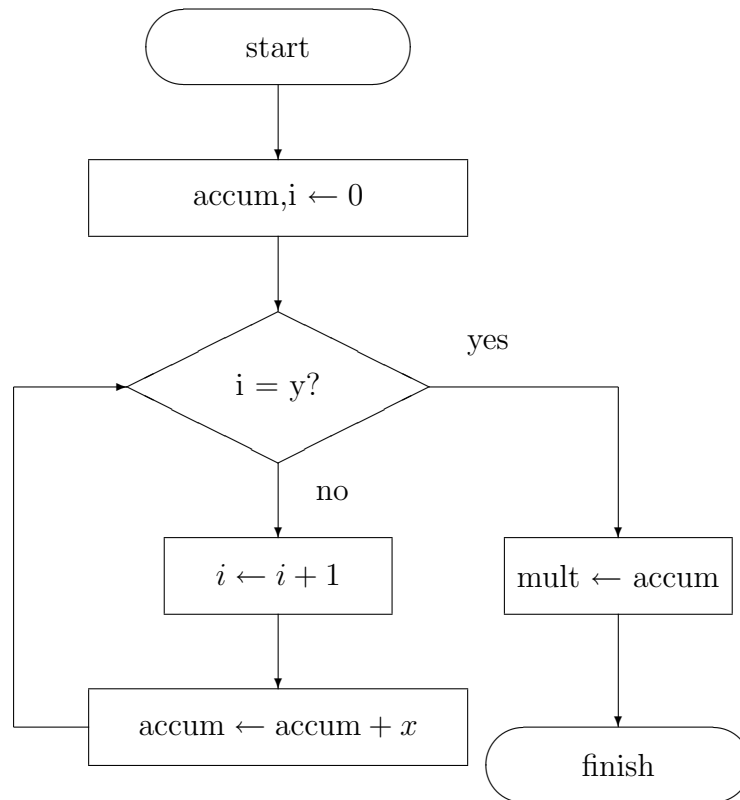 start
accum,i ← 0
i = y?
yes
no
i ← i + 1
mult ← accum
accum ← accum + x
finish